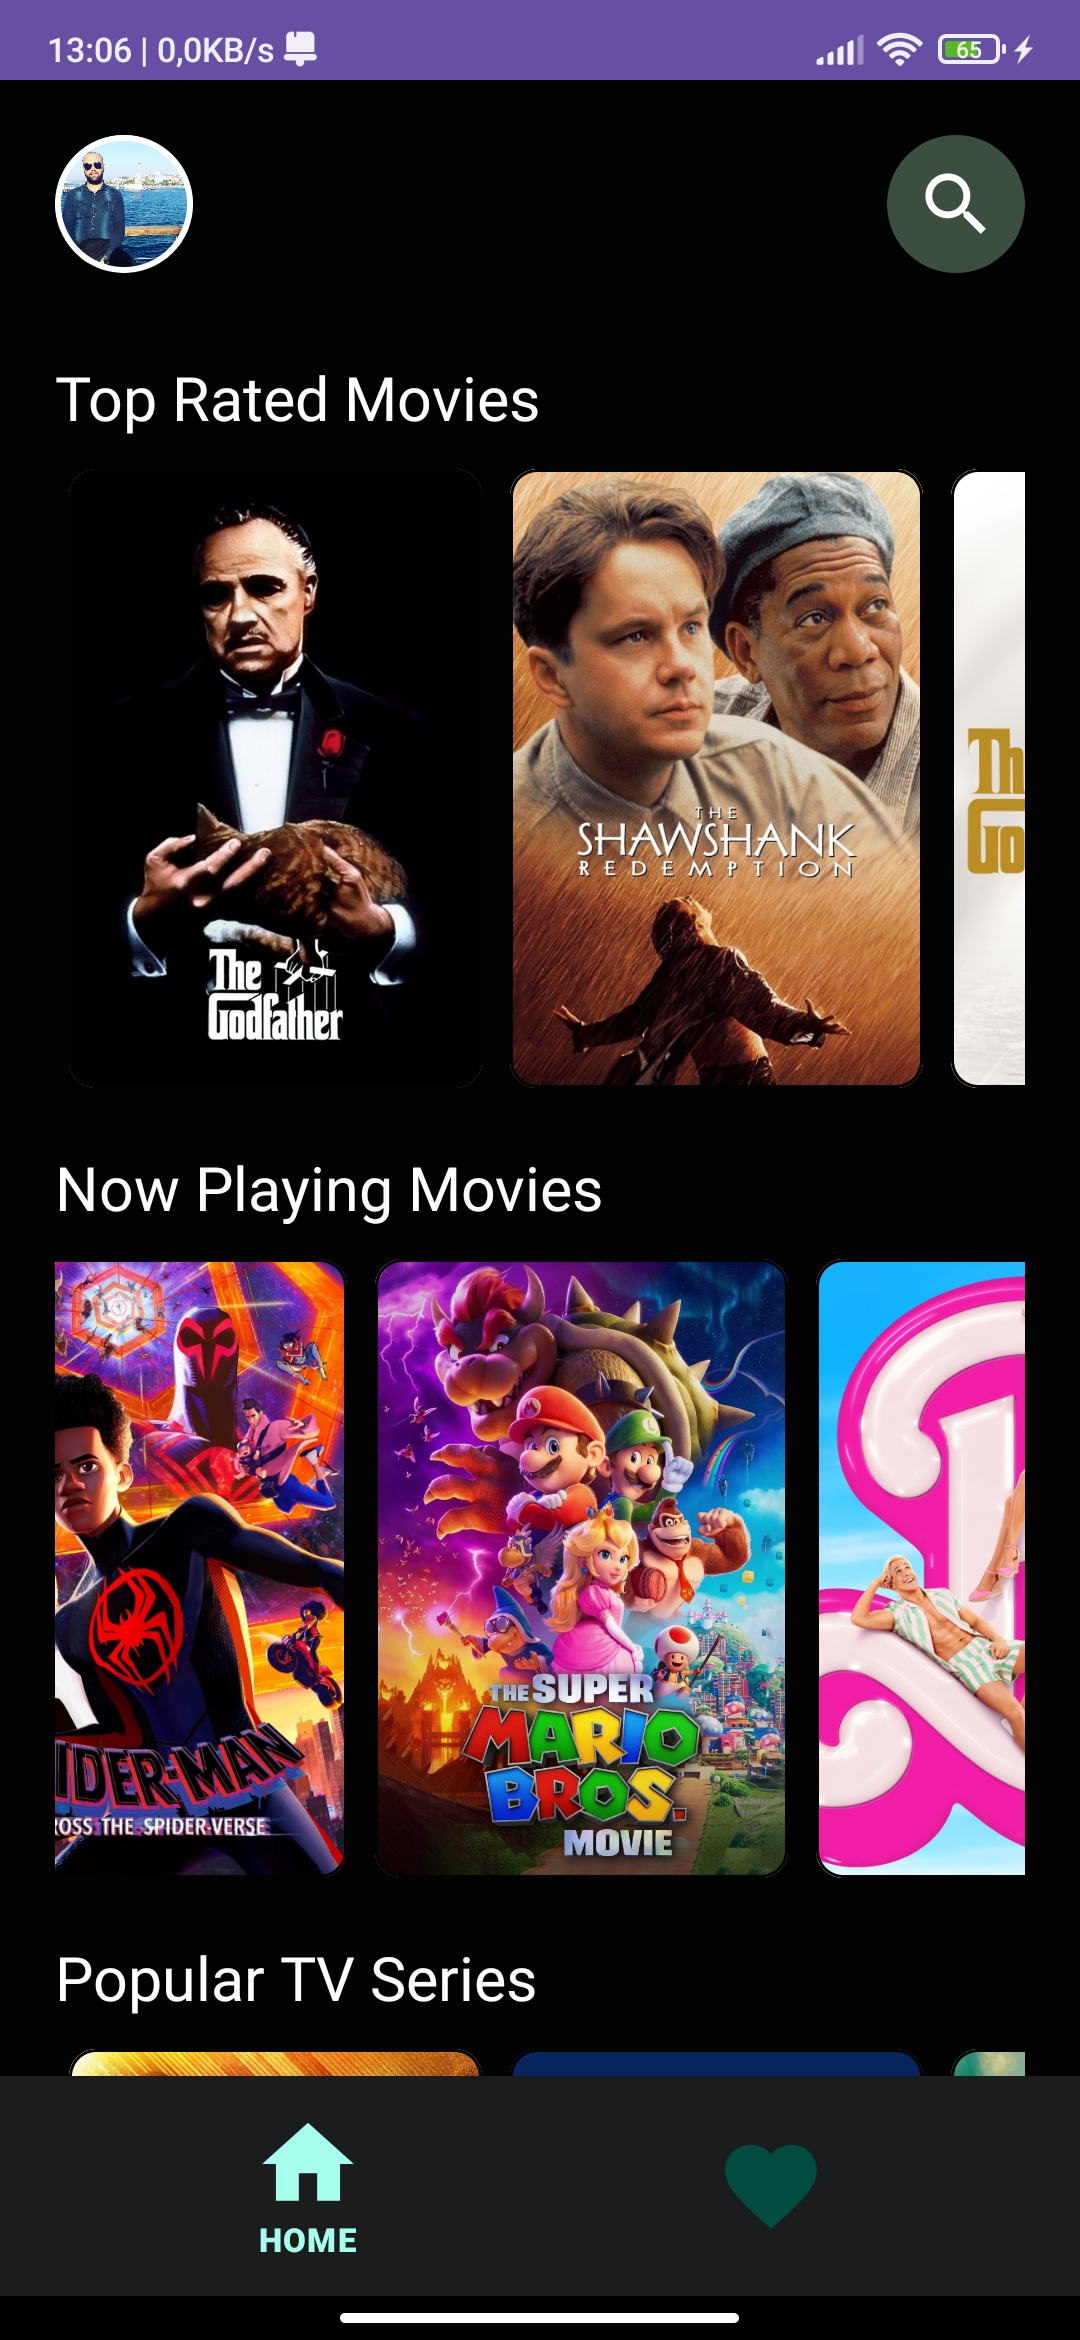 13:06 | 0,0KB/s
65
Top Rated Movies
The
Godfather
THE
SHAWSHANK
REDEMPTION
Th
Go
Now Playing Movies
IDER-MAN
ROSS THE SPIDER-VERSE
THE SUPER
MARIO
BROS.
MOVIE
Popular TV Series
HOME